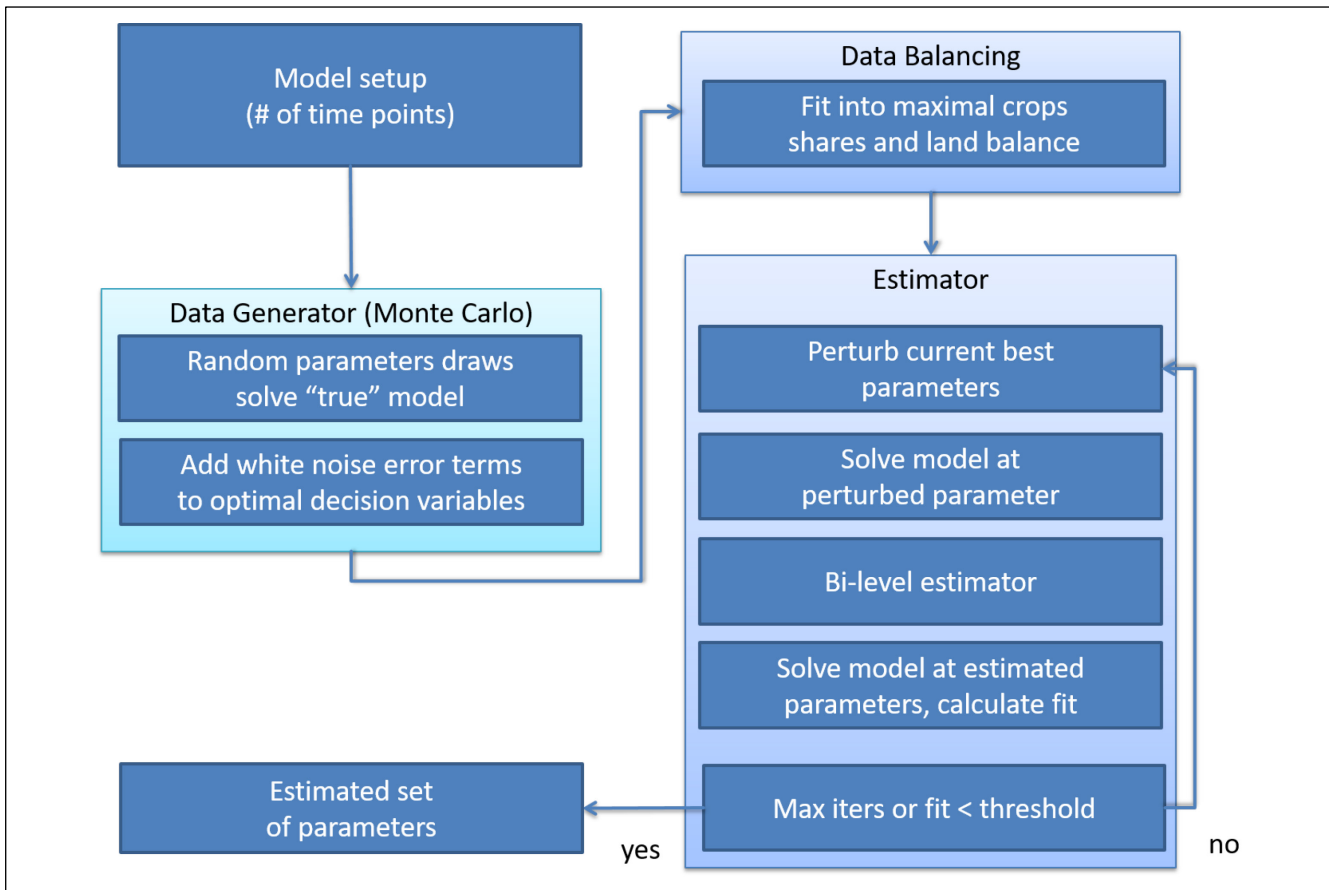 Model setup
(# of time points)
Data Generator (Monte Carlo)
Random parameters draws
solve “true” model
Add white noise error terms
to optimal decision variables
Data Balancing
Fit into maximal crops
shares and land balance
Estimator
Perturb current best
parameters
Solve model at
perturbed parameter
Bi-level estimator
Solve model at estimated
parameters, calculate fit
Max iters or fit < threshold
no
yes
Estimated set
of parameters